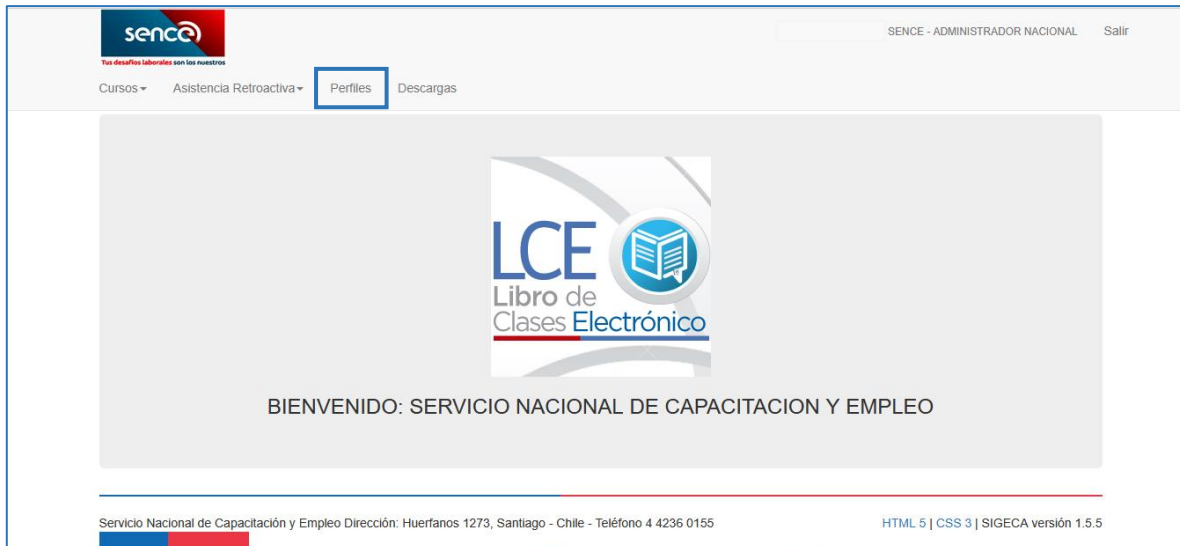 sence
Tus desafíos laborales son los nuestros
SENCE - ADMINISTRADOR NACIONAL Salir
Cursos Asistencia Retroactiva Perfiles Descargas
LCE
Libro de
Clases Electrónico
BIENVENIDO: SERVICIO NACIONAL DE CAPACITACION Y EMPLEO
Servicio Nacional de Capacitación y Empleo Dirección: Huerfanos 1273, Santiago - Chile - Teléfono 4 4236 0155
HTML 5 | CSS 3 | SIGECA versión 1.5.5